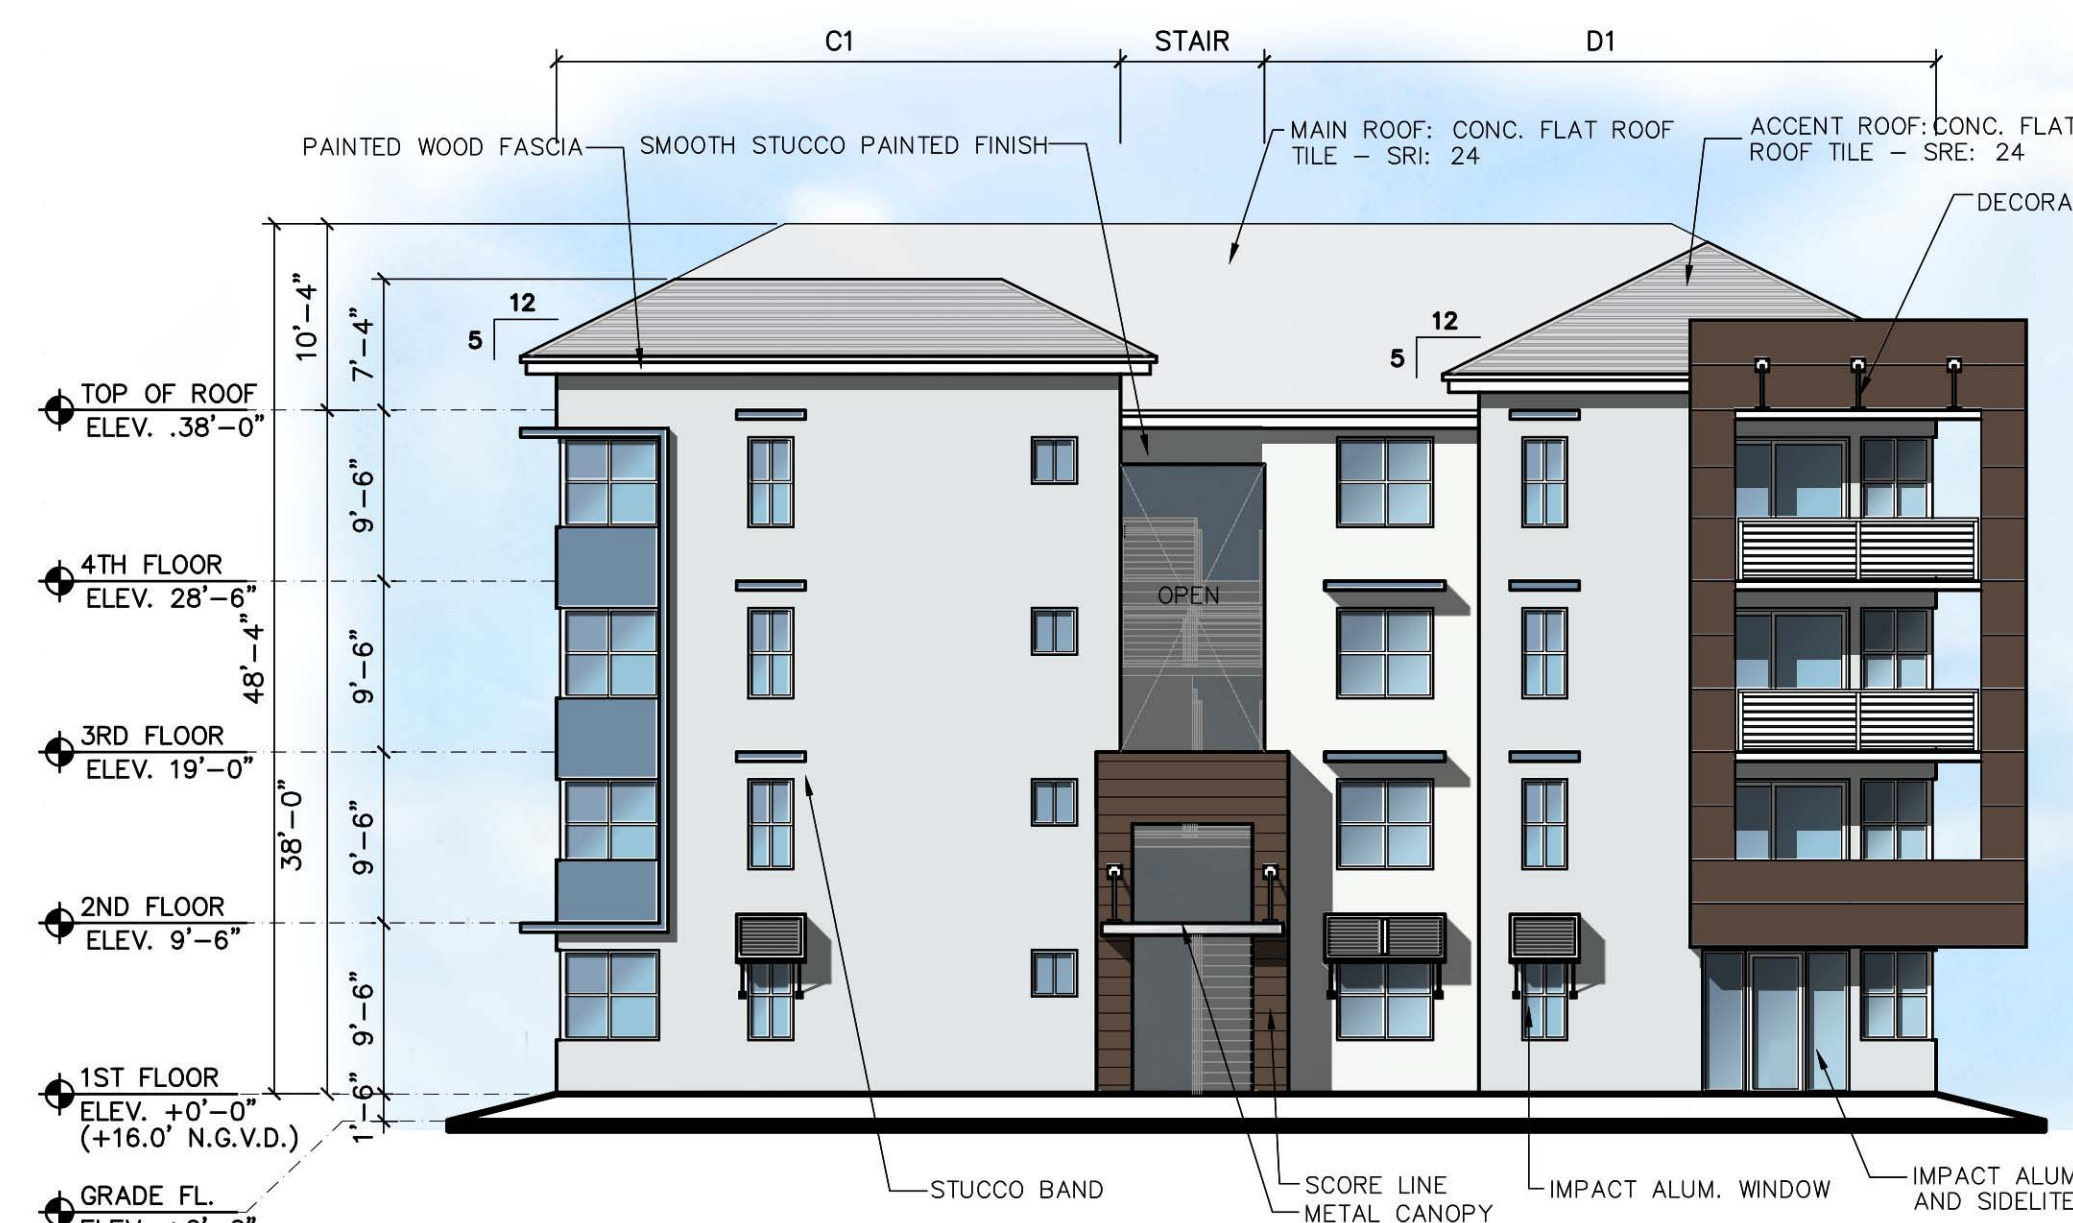 C1
STAIR
D1
PAINTED WOOD FASCIA
SMOOTH STUCCO PAINTED FINISH
MAIN ROOF: CONC. FLAT ROOF
TILE – SRI: 24
ACCENT ROOF: CONC. FLAT
ROOF TILE – SRE: 24
DECORA
10'–4"
7'–4"
12
5
12
5
TOP OF ROOF
ELEV. .38'–0"
9'–6"
4TH FLOOR
ELEV. 28'–6"
OPEN
48'–4"
9'–6"
3RD FLOOR
ELEV. 19'–0"
38'–0"
9'–6"
2ND FLOOR
ELEV. 9'–6"
9'–6"
1ST FLOOR
ELEV. +0'–0"
(+16.0' N.G.V.D.)
1'–6"
GRADE FL.
STUCCO BAND
SCORE LINE
METAL CANOPY
IMPACT ALUM. WINDOW
IMPACT ALUM
AND SIDELITE